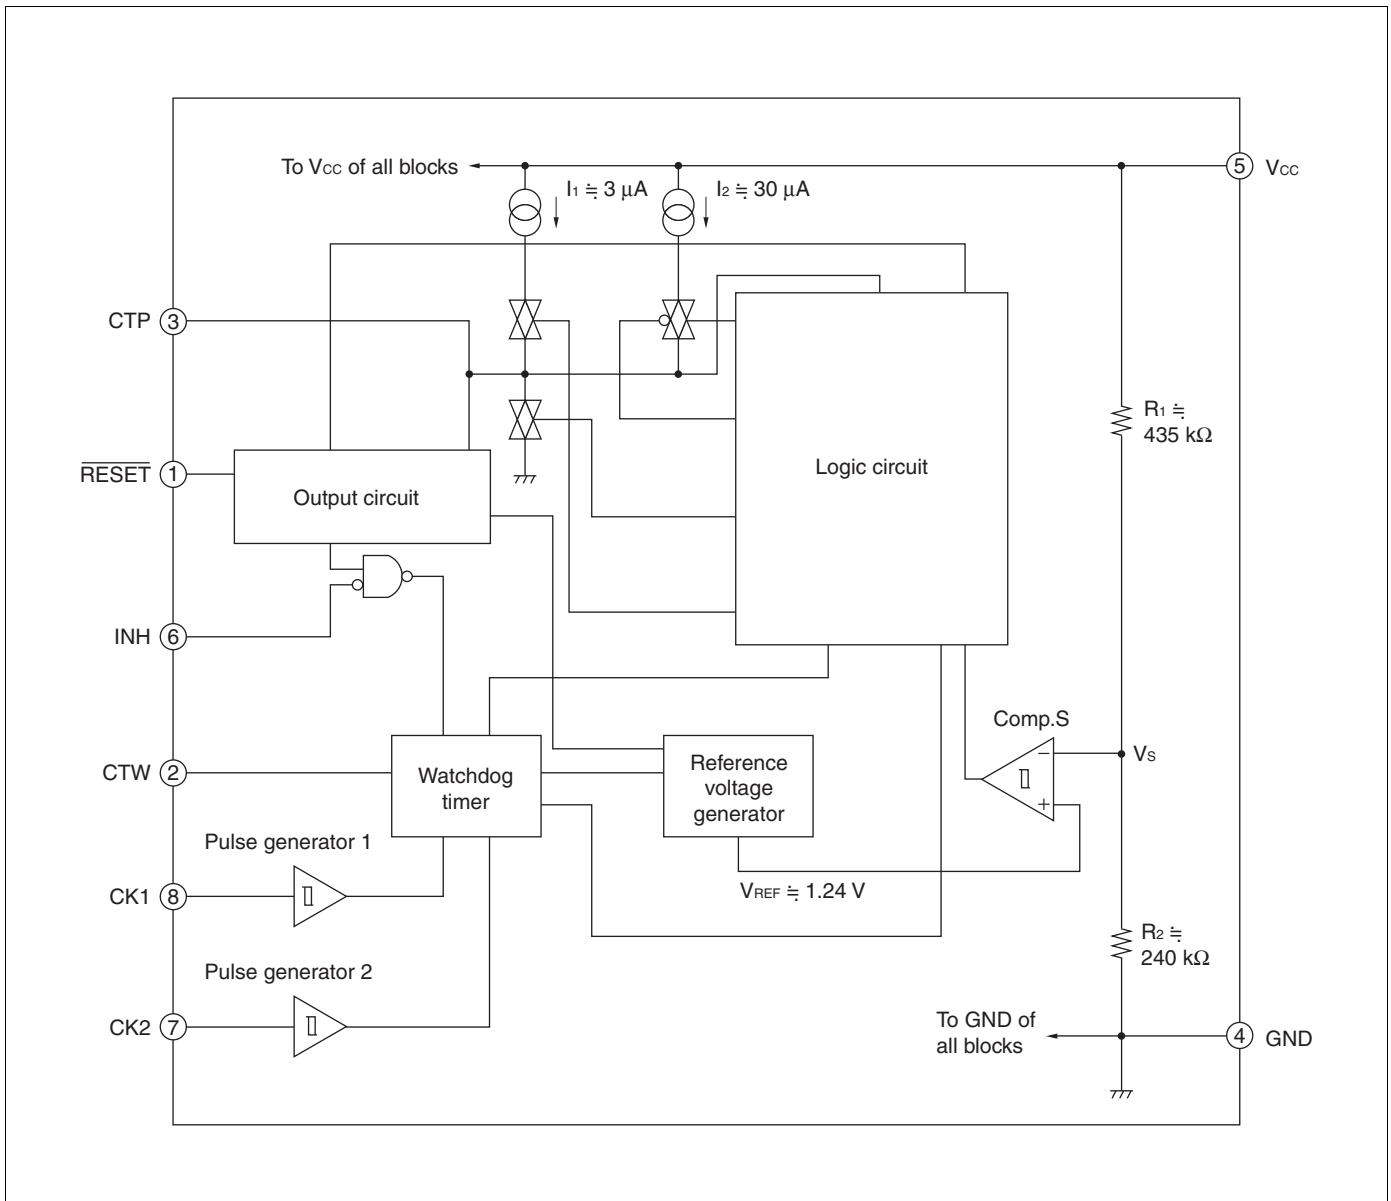 To VCC of all blocks
I1 ≒ 3 μA
I2 ≒ 30 μA
5
VCC
CTP
3
R1 ≒
435 kΩ
RESET
1
Output circuit
Logic circuit
INH
6
Comp.S
−
VS
+
CTW
2
Watchdog
timer
Reference
voltage
generator
Pulse generator 1
CK1
8
VREF ≒ 1.24 V
R2 ≒
240 kΩ
Pulse generator 2
CK2
7
To GND of
all blocks
4
GND